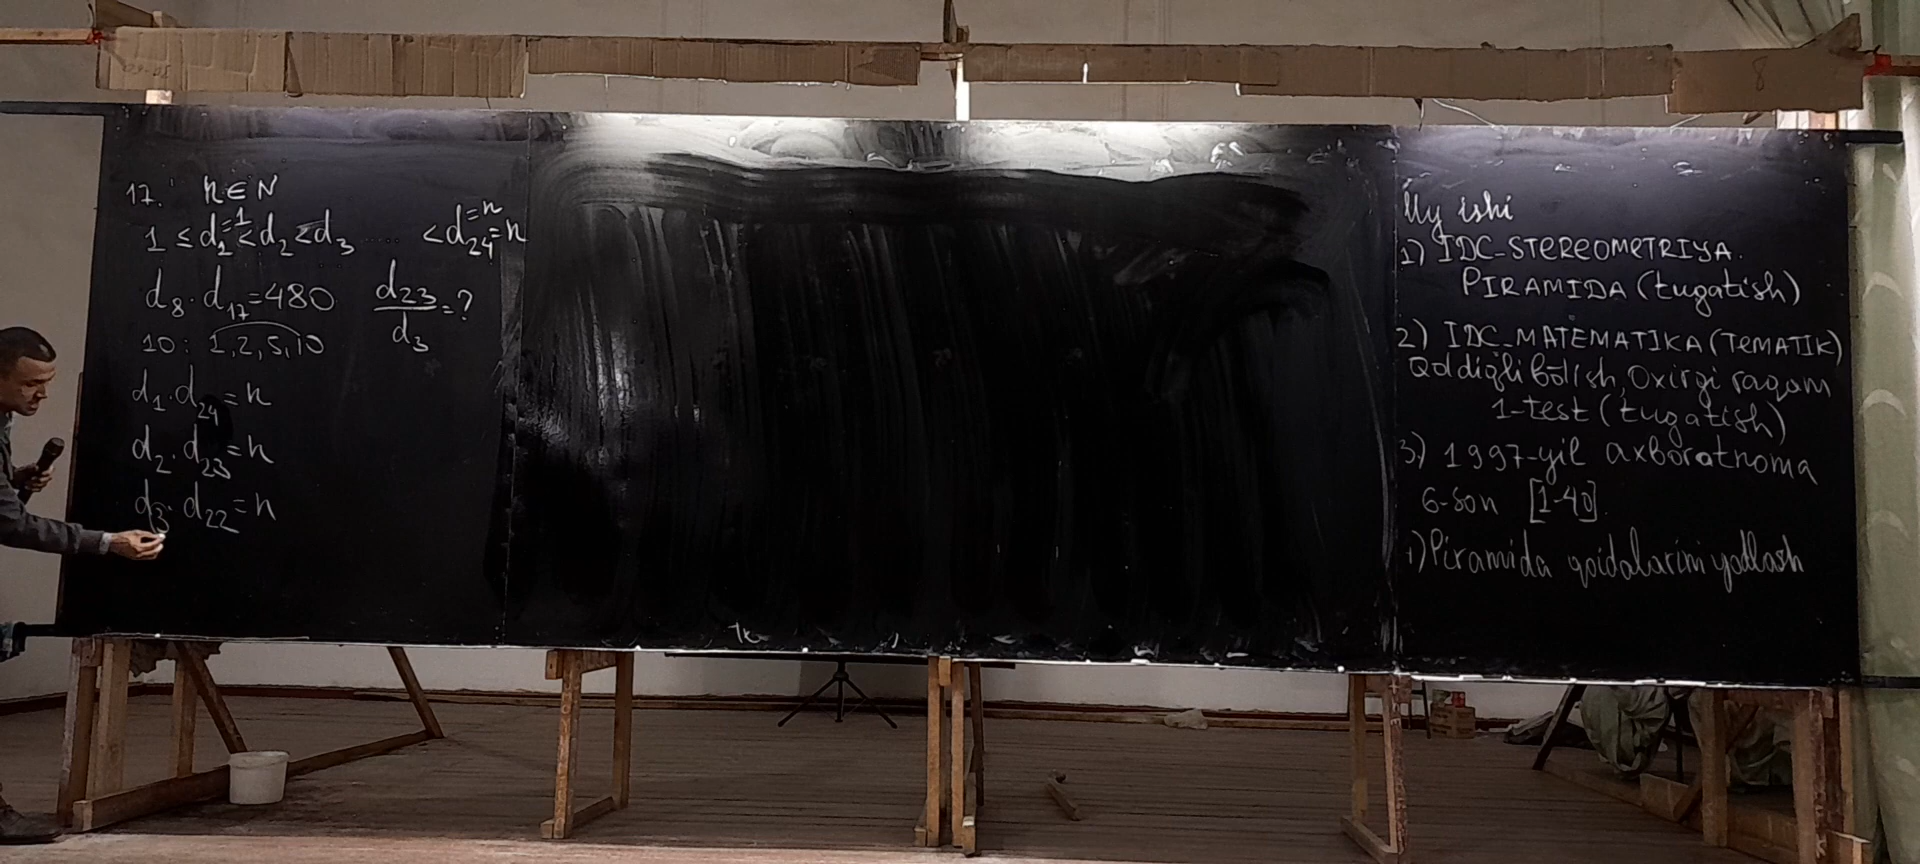 17. n∈N
1 ≤ d₁=1 < d₂ < d₃ ..... < d₂₄=n =n
d₈·d₁₇=480 d₂₃/d₃=?
10: 1,2,5,10
d₁·d₂₄=n
d₂·d₂₃=n
d₃·d₂₂=n
Uy ishi
1) IDC-STEREOMETRIYA.
PIRAMIDA (tugatish)
2) IDC-MATEMATIKA (TEMATIK)
Qoldiqli bo'lish, Oxirgi raqam
1-test (tugatish)
3) 1997-yil axborotnoma
6-son [1-40]
Piramida qoidalarini yodlash
8